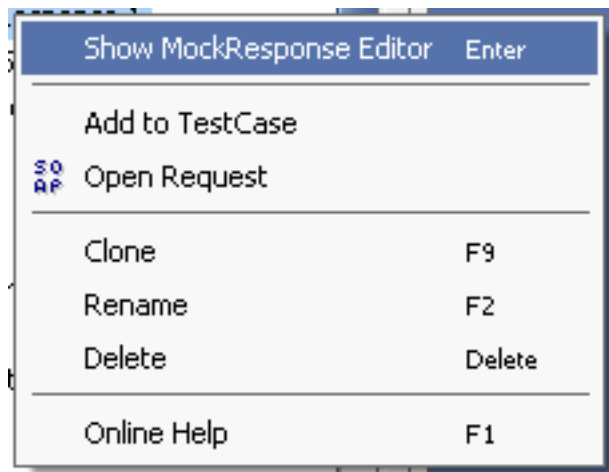 Show MockResponse Editor Enter
Add to TestCase
SO
AP
Open Request
Clone F9
Rename F2
Delete Delete
Online Help F1